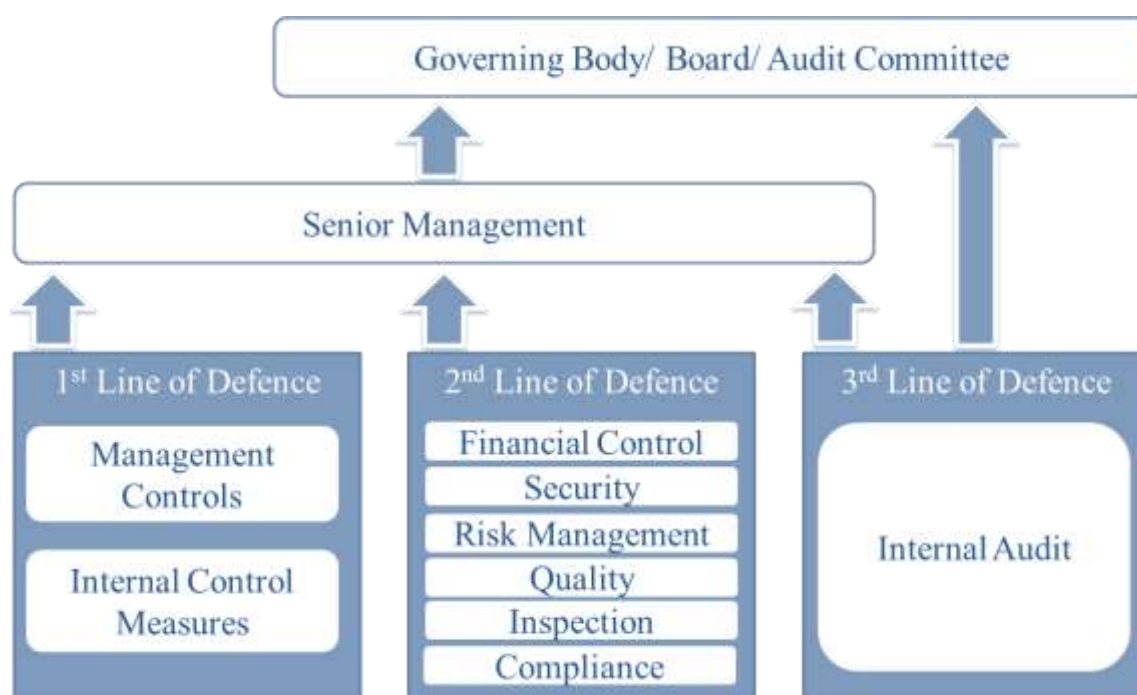 Governing Body/ Board/ Audit Committee
Senior Management
1st Line of Defence
Management
Controls
Internal Control
Measures
2nd Line of Defence
Financial Control
Security
Risk Management
Quality
Inspection
Compliance
3rd Line of Defence
Internal Audit